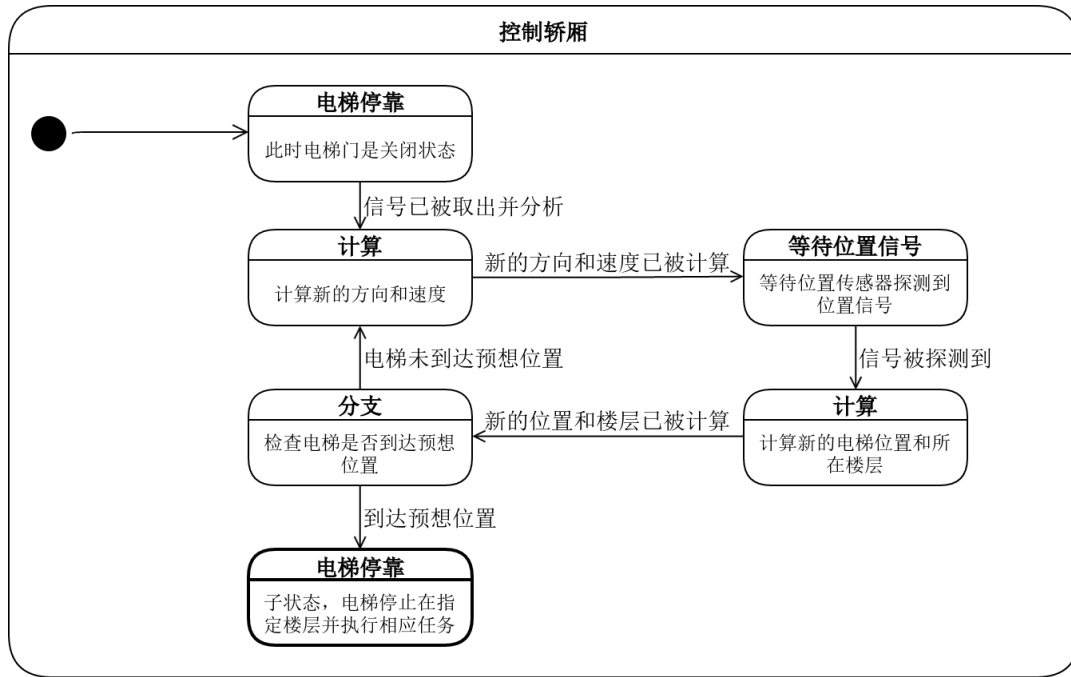 控制轿厢
电梯停靠
此时电梯门是关闭状态
信号已被取出并分析
计算
计算新的方向和速度
新的方向和速度已被计算
等待位置信号
等待位置传感器探测到
位置信号
电梯未到达预想位置
信号被探测到
分支
检查电梯是否到达预想
位置
新的位置和楼层已被计算
计算
计算新的电梯位置和所
在楼层
到达预想位置
电梯停靠
子状态，电梯停止在指
定楼层并执行相应任务